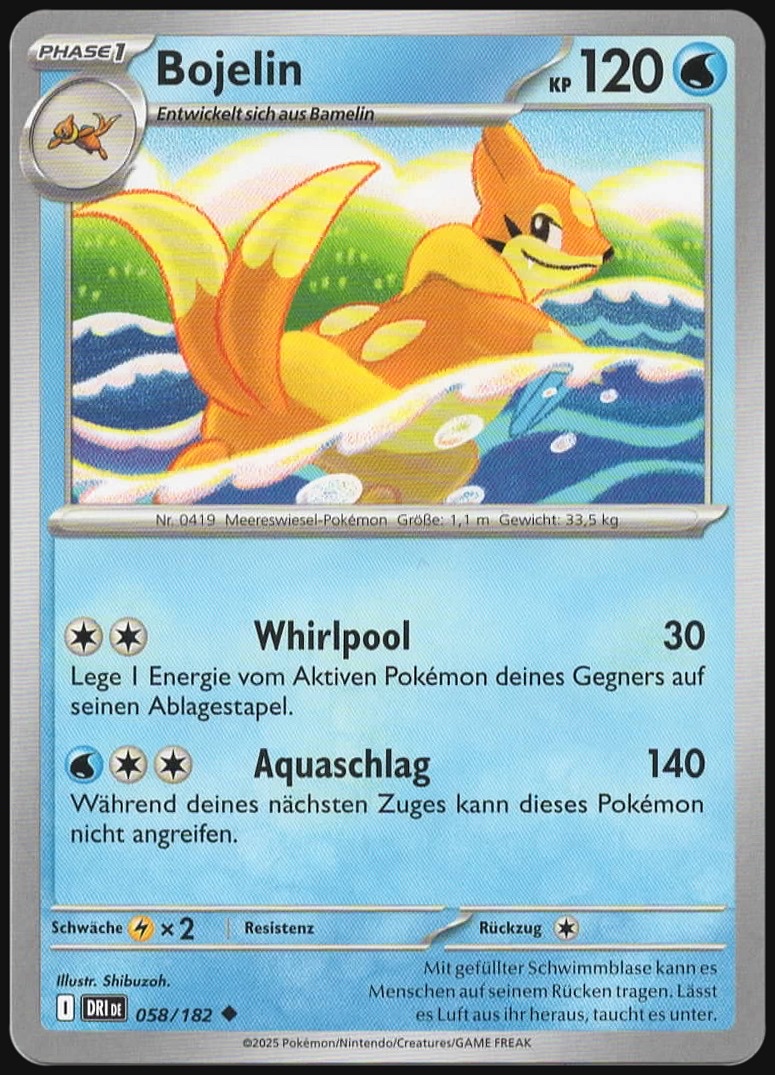 PHASE 1
Bojelin
KP 120
Entwickelt sich aus Bamelin
Nr. 0419 Meereswiesel-Pokémon Größe: 1,1 m Gewicht: 33,5 kg
Whirlpool 30
Lege 1 Energie vom Aktiven Pokémon deines Gegners auf
seinen Ablagestapel.
Aquaschlag 140
Während deines nächsten Zuges kann dieses Pokémon
nicht angreifen.
Schwäche ×2 Resistenz Rückzug
Illustr. Shibuzoh.
Mit gefüllter Schwimmblase kann es
Menschen auf seinem Rücken tragen. Lässt
es Luft aus ihr heraus, taucht es unter.
I DRI DE 058/182
©2025 Pokémon/Nintendo/Creatures/GAME FREAK